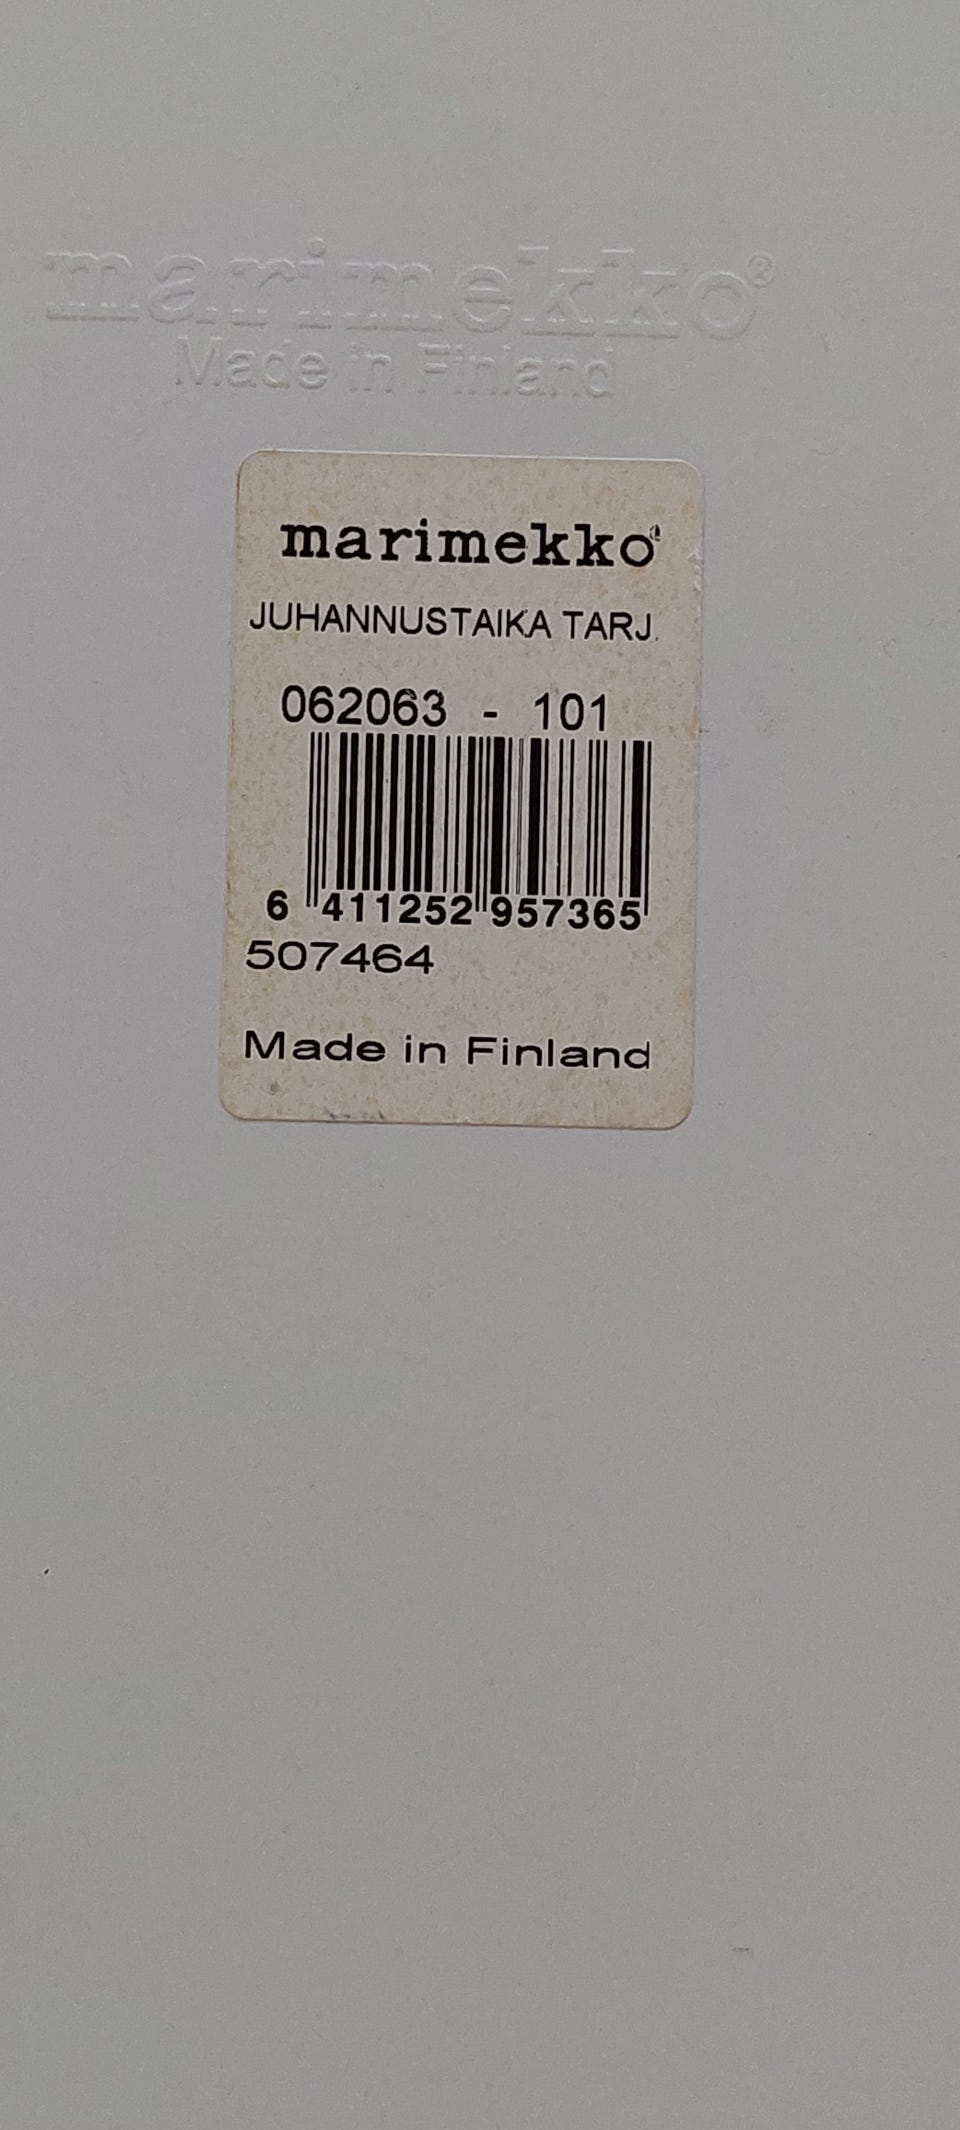 marimekko®
Made in Finland
marimekko®
JUHANNUSTAIKA TARJ.
062063 - 101
6 411252 957365
507464
Made in Finland